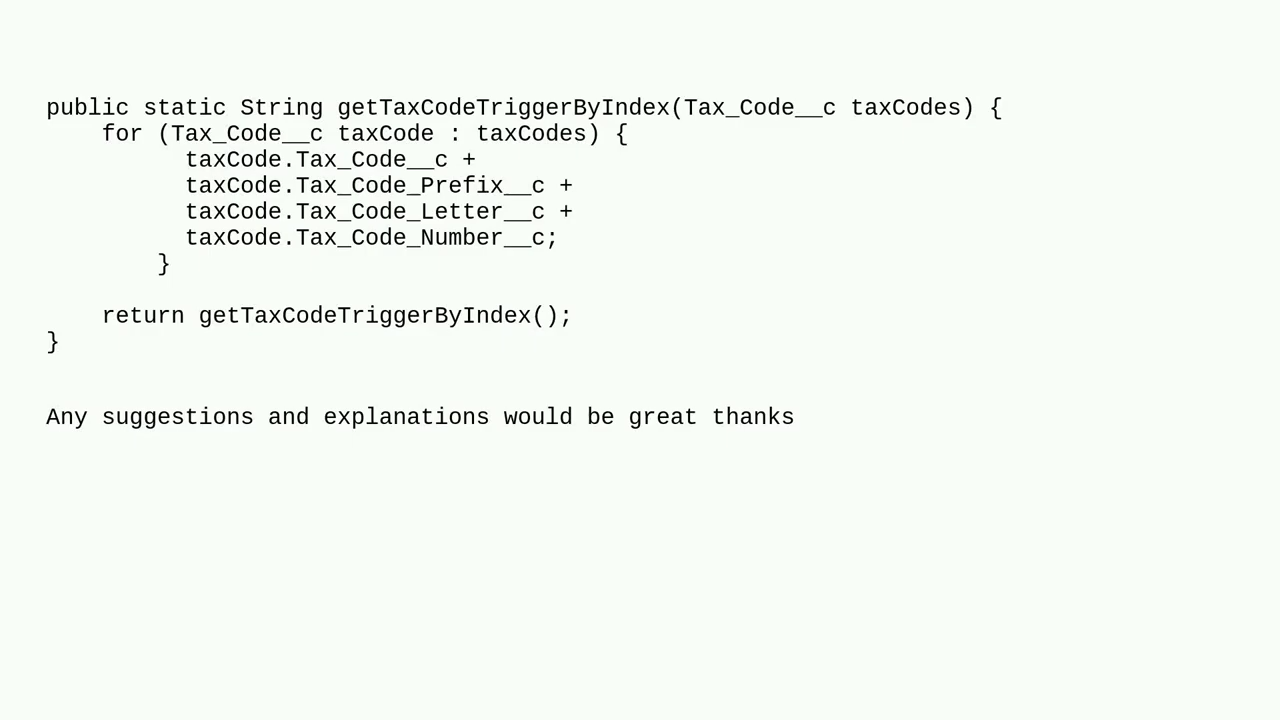 public static String getTaxCodeTriggerByIndex(Tax_Code__c taxCodes) {
    for (Tax_Code__c taxCode : taxCodes) {
          taxCode.Tax_Code__c +
          taxCode.Tax_Code_Prefix__c +
          taxCode.Tax_Code_Letter__c +
          taxCode.Tax_Code_Number__c;
        }

    return getTaxCodeTriggerByIndex();
}

Any suggestions and explanations would be great thanks